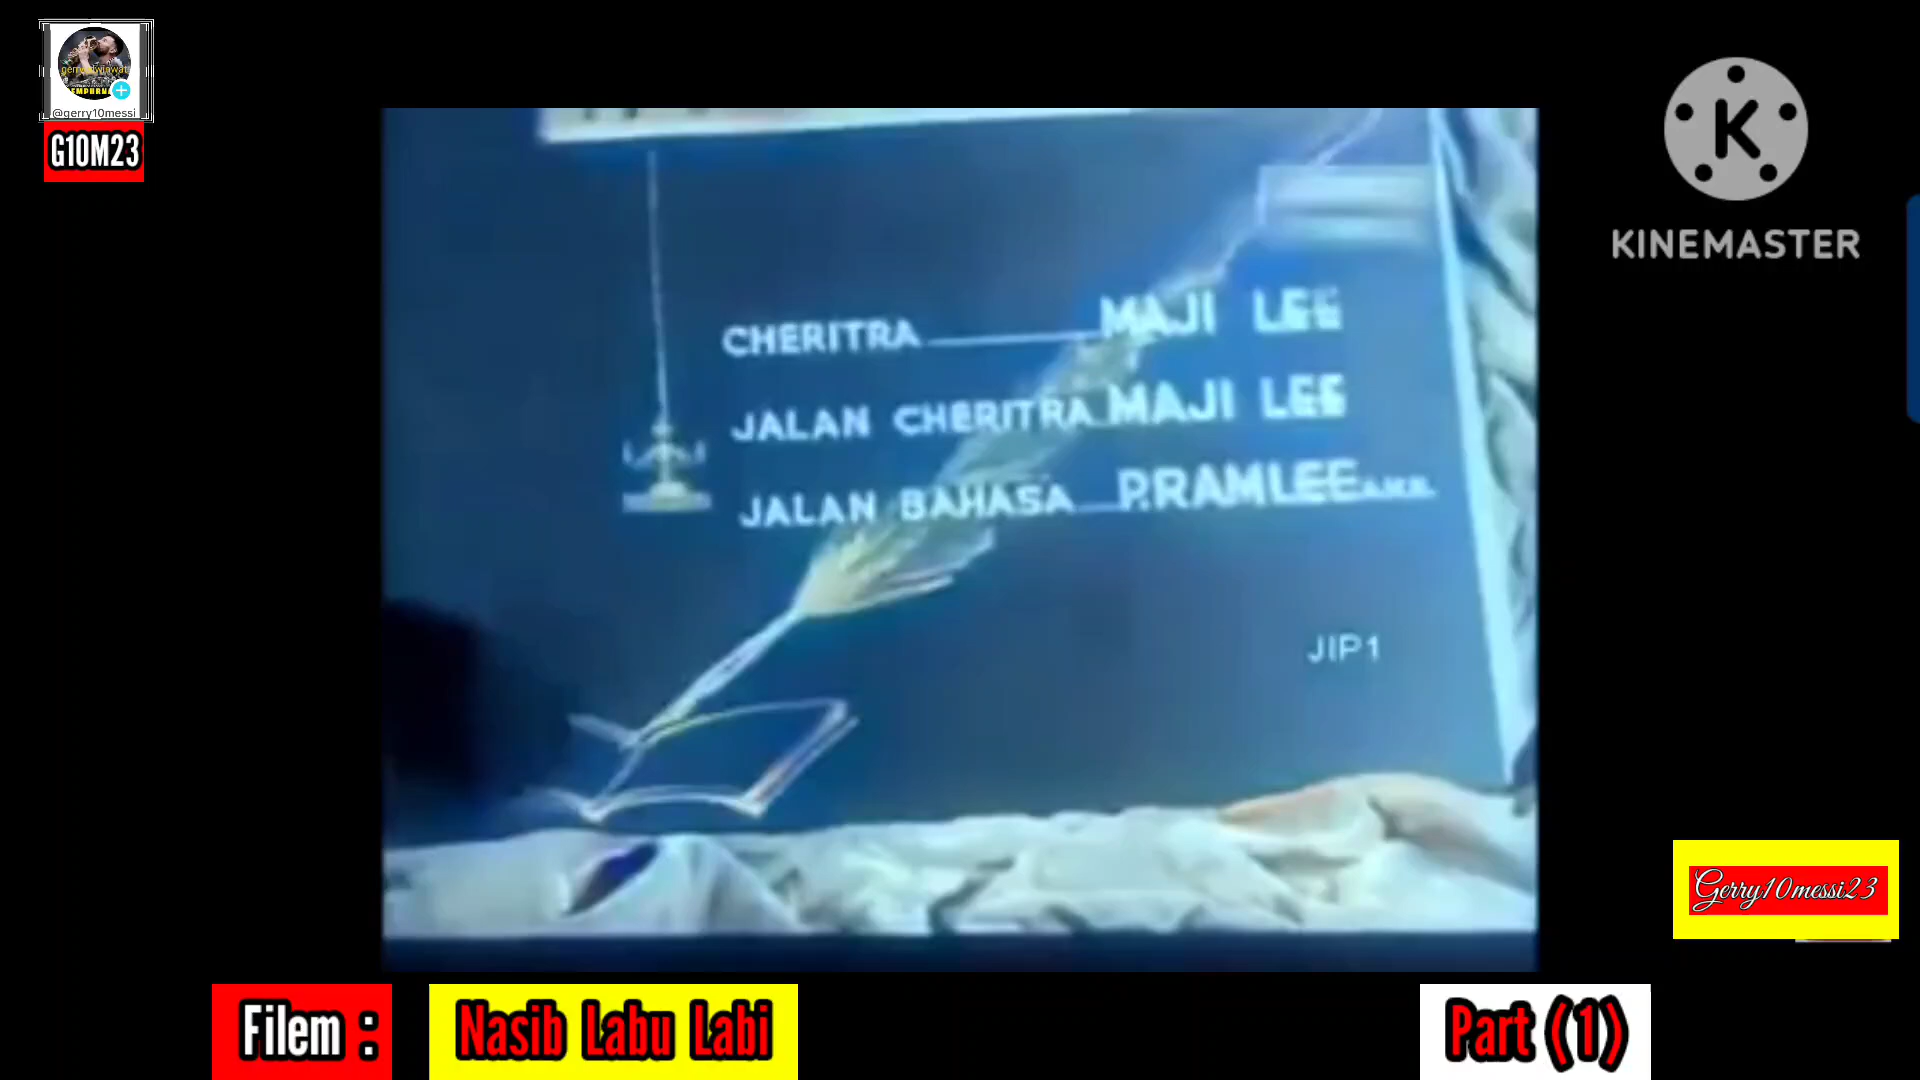 @gerry10messi
G10M23
KINEMASTER
CHERITRA MAJI LEE
JALAN CHERITRA MAJI LEE
JALAN BAHASA P.RAMLEE A.M.N.
JIP1
Gerry10messi23
Filem :
Nasib Labu Labi
Part (1)